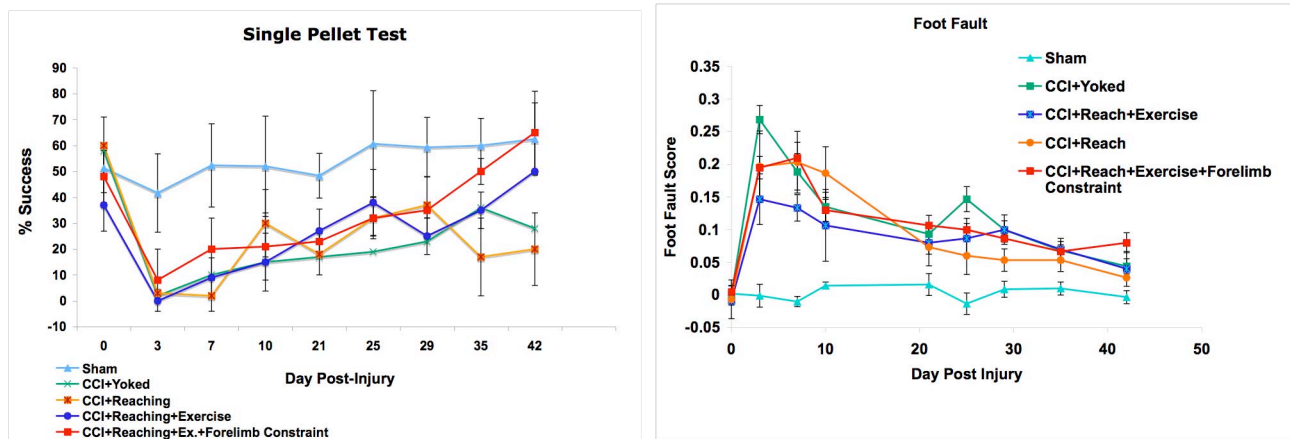 Single Pellet Test
% Success
90
80
70
60
50
40
30
20
10
0
-10
0 3 7 10 21 25 29 35 42
Day Post-Injury
Sham
CCI+Yoked
CCI+Reaching
CCI+Reaching+Exercise
CCI+Reaching+Ex.+Forelimb Constraint
Foot Fault
Foot Fault Score
0.35
0.3
0.25
0.2
0.15
0.1
0.05
0
-0.05
0 10 20 30 40 50
Day Post Injury
Sham
CCI+Yoked
CCI+Reach+Exercise
CCI+Reach
CCI+Reach+Exercise+Forelimb
Constraint